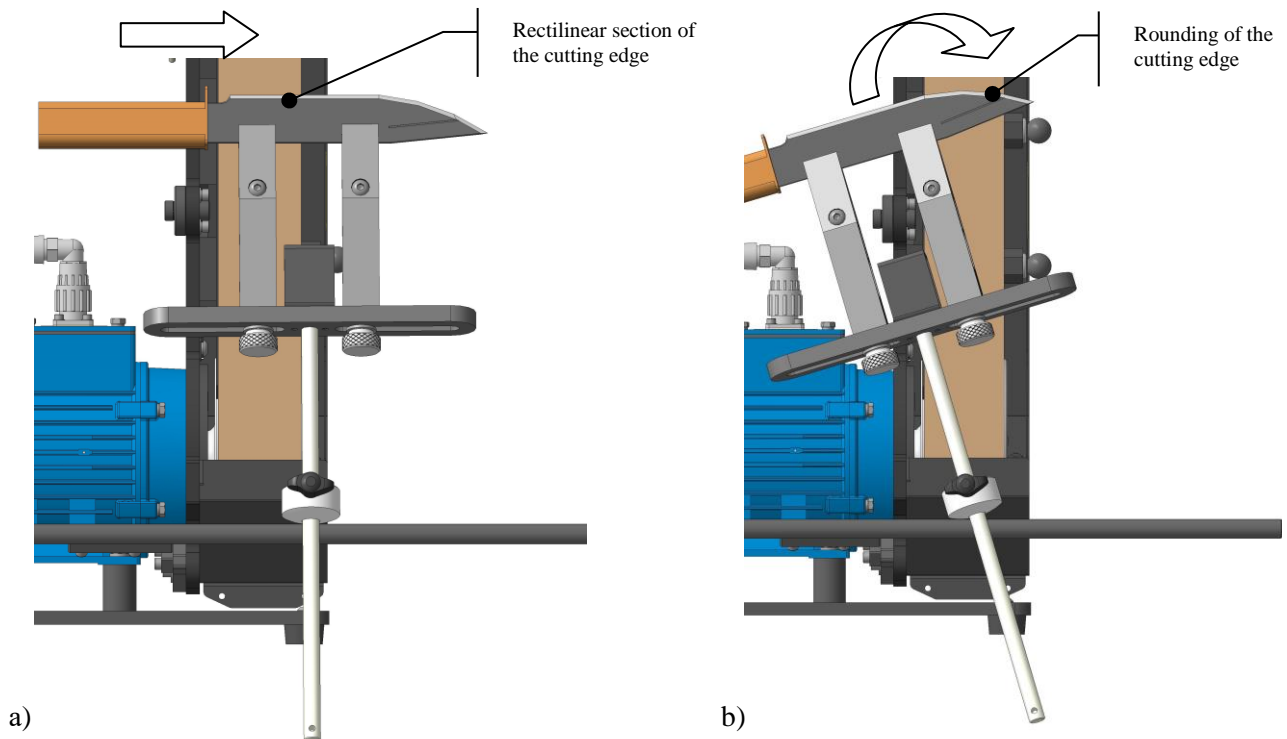 Rectilinear section of
the cutting edge
Rounding of the
cutting edge
a)
b)